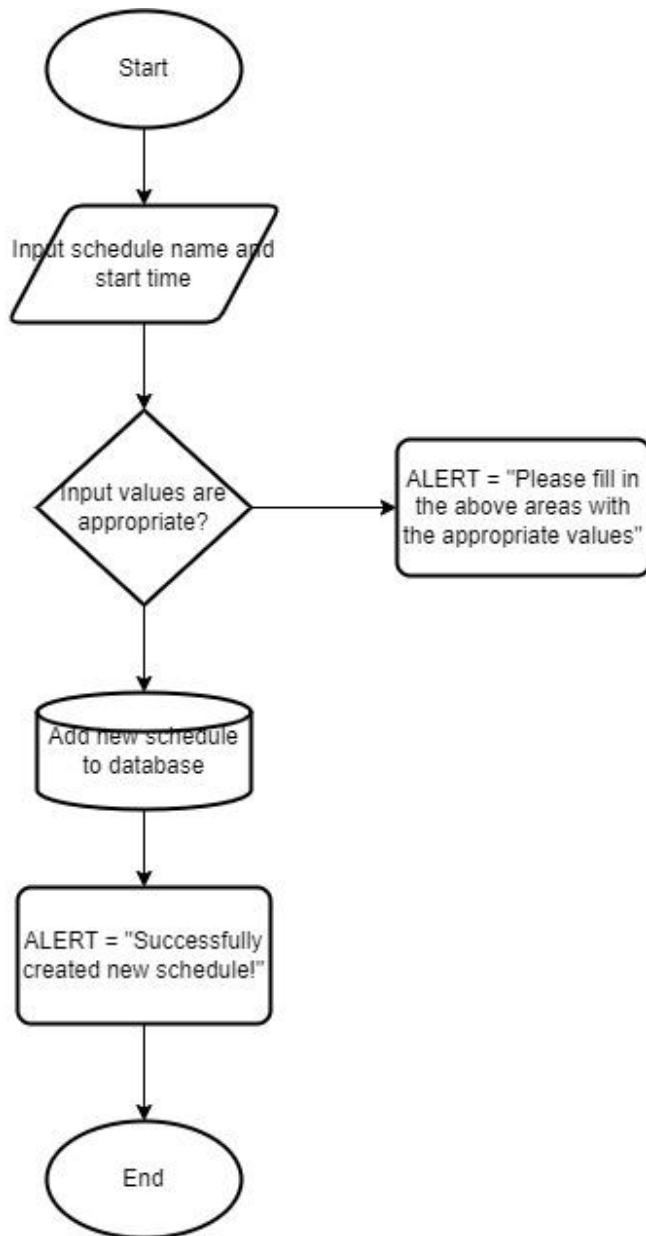 Start
Input schedule name and
start time
Input values are
appropriate?
ALERT = "Please fill in
the above areas with
the appropriate values"
Add new schedule
to database
ALERT = "Successfully
created new schedule!"
End